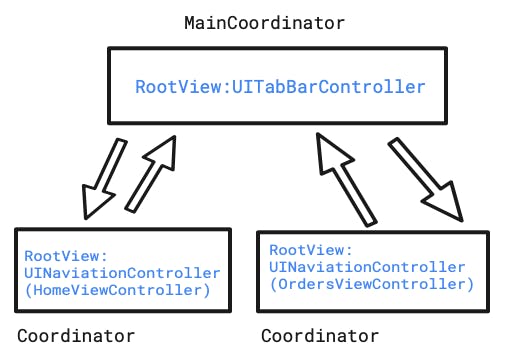 MainCoordinator
RootView:UITabBarController
RootView:
UINaviationController
(HomeViewController)
RootView:
UINaviationController
(OrdersViewController)
Coordinator
Coordinator